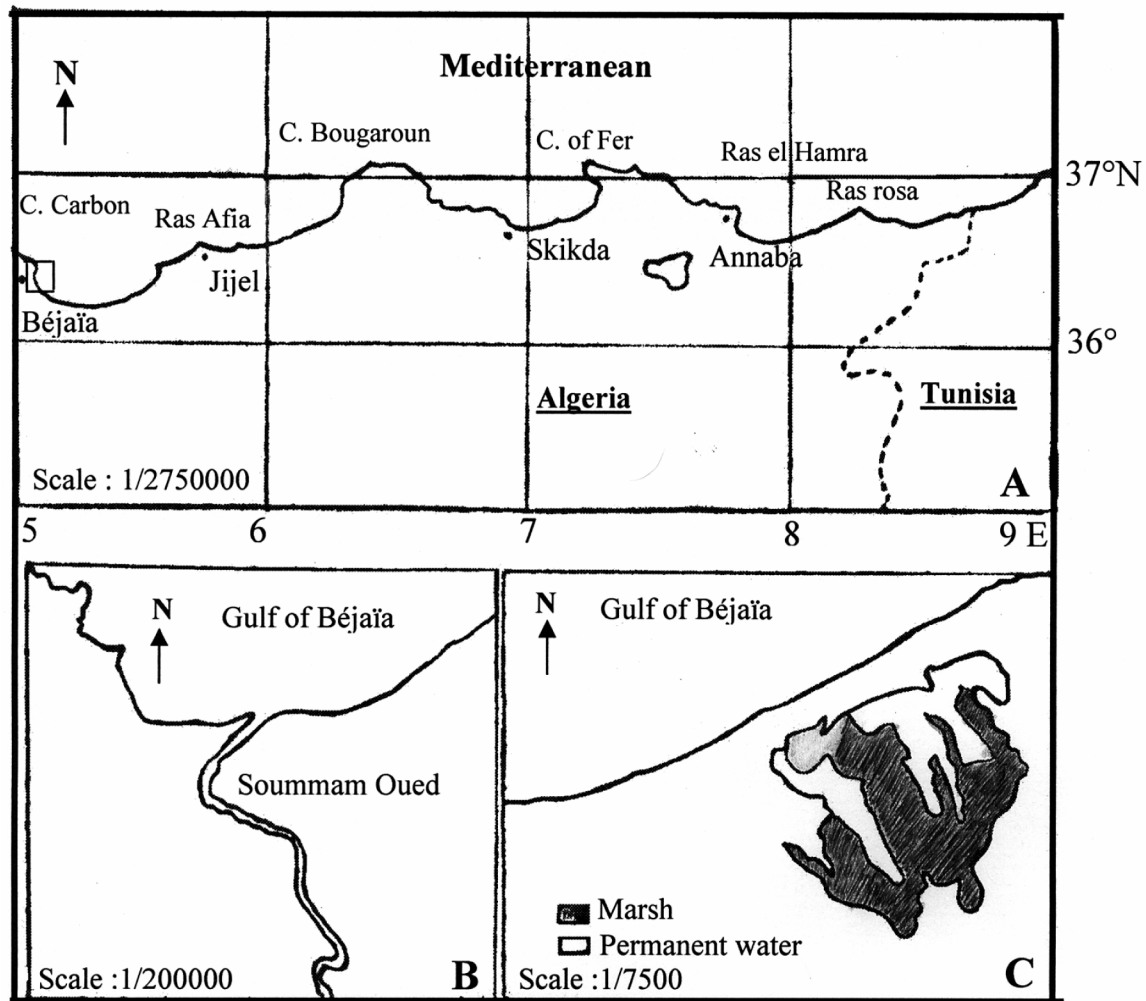 Mediterranean
N
C. Bougaroun
C. of Fer
Ras el Hamra
37°N
C. Carbon
Ras Afia
Ras rosa
Skikda
Annaba
Jijel
Béjaïa
36°
Algeria
Tunisia
Scale : 1/2750000
A
5
6
7
8
9 E
N
Gulf of Béjaïa
Soummam Oued
Scale :1/200000
B
N
Gulf of Béjaïa
Marsh
Permanent water
Scale :1/7500
C